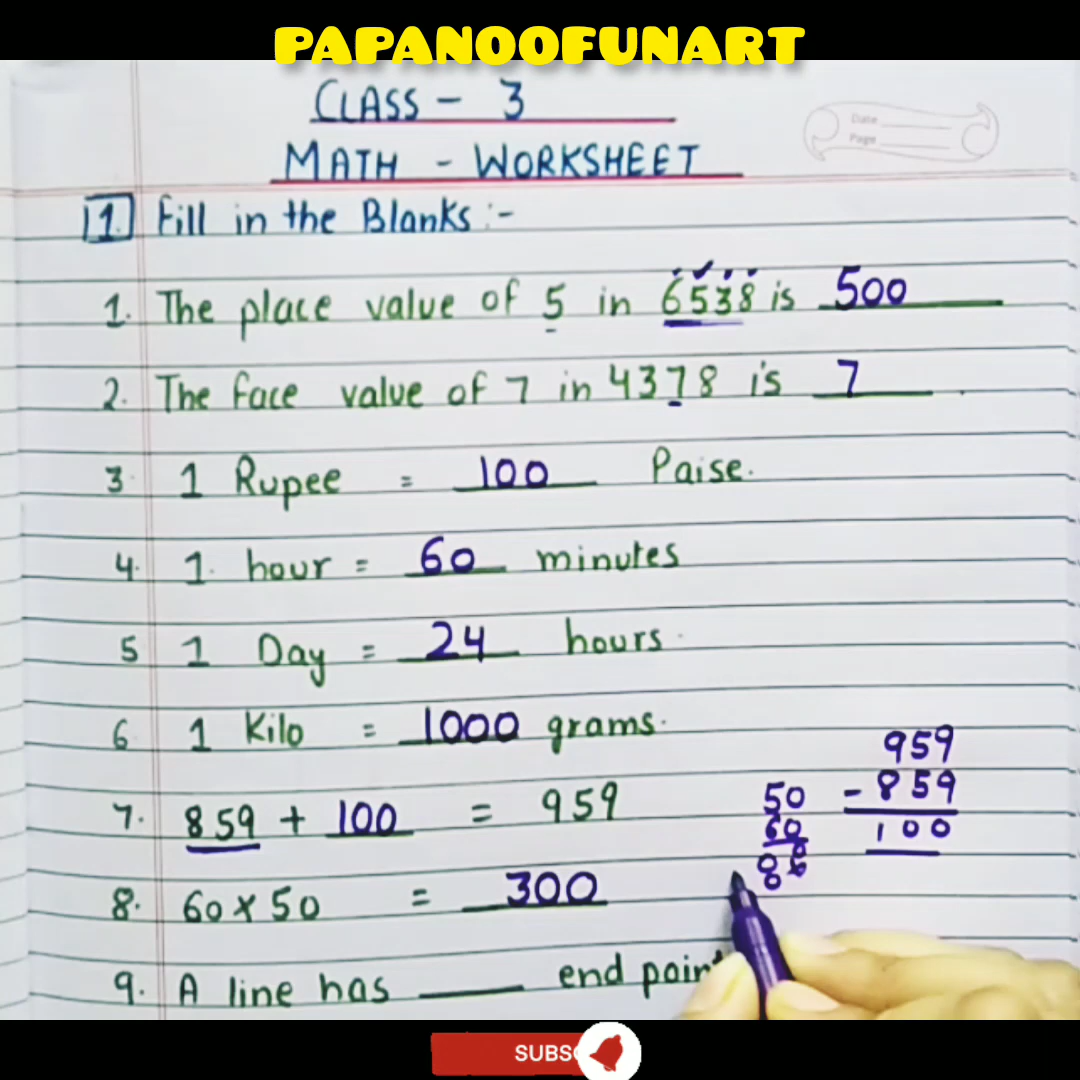 PAPANOOFUNART
CLASS - 3
Date
Page
MATH - WORKSHEET
1. Fill in the Blanks :-
1. The place value of 5 in 6538 is 500
2. The face value of 7 in 4378 is 7 .
3 1 Rupee = 100 Paise.
4. 1. hour = 60 minutes
5 1 Day = 24 hours.
6 1 Kilo = 1000 grams.
959
- 859
100
7. 859 + 100 = 959
50
60
8. 60 x 50 = 300
9. A line has ____ end
SUBS